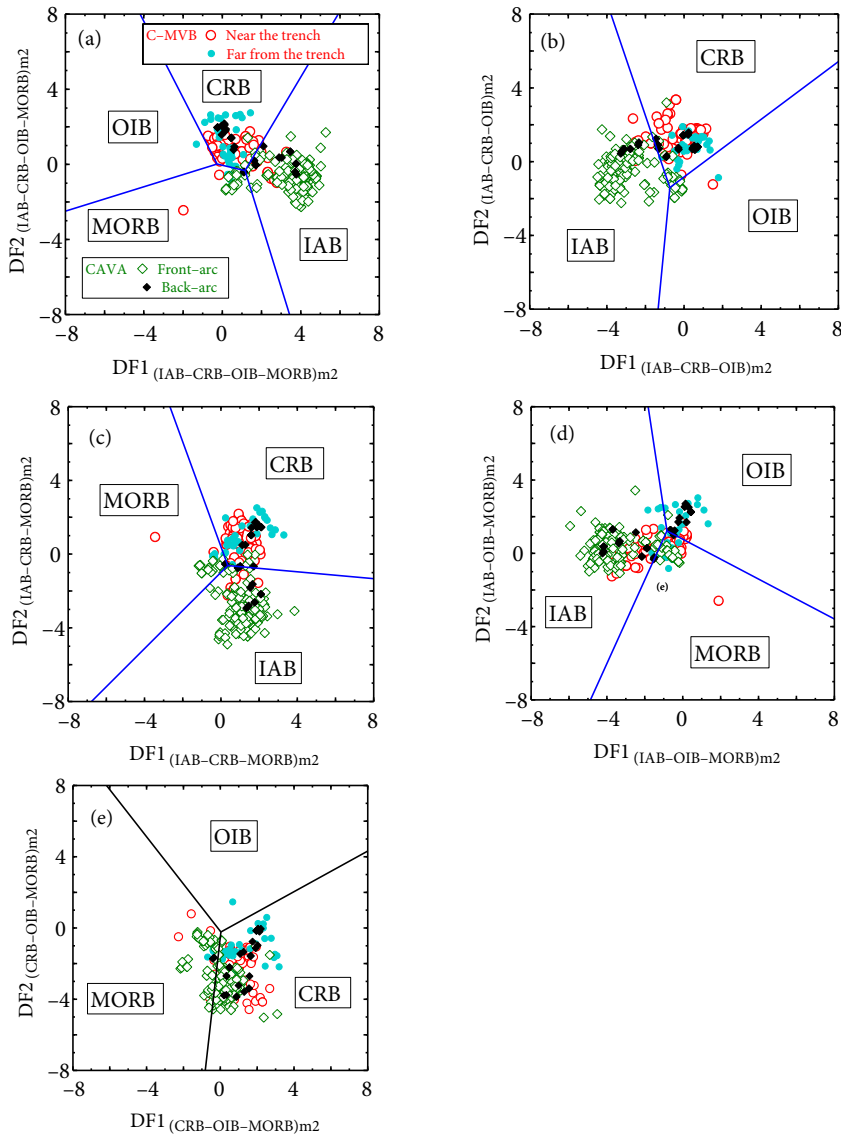 8
4
0
−4
−8
−8
−4
0
4
8
(a)
C–MVB Near the trench
Far from the trench
CRB
OIB
MORB
IAB
CAVA Front–arc
Back–arc
DF2 (IAB–CRB–OIB–MORB)m2
DF1 (IAB–CRB–OIB–MORB)m2
8
4
0
−4
−8
−8
−4
0
4
8
(b)
CRB
IAB
OIB
DF2 (IAB–CRB–OIB)m2
DF1 (IAB–CRB–OIB)m2
8
4
0
−4
−8
−8
−4
0
4
8
(c)
CRB
MORB
IAB
DF2 (IAB–CRB–MORB)m2
DF1 (IAB–CRB–MORB)m2
8
4
0
−4
−8
−8
−4
0
4
8
(d)
OIB
(e)
IAB
MORB
DF2 (IAB–OIB–MORB)m2
DF1 (IAB–OIB–MORB)m2
8
4
0
−4
−8
−8
−4
0
4
8
(e)
OIB
MORB
CRB
DF2 (CRB–OIB–MORB)m2
DF1 (CRB–OIB–MORB)m2